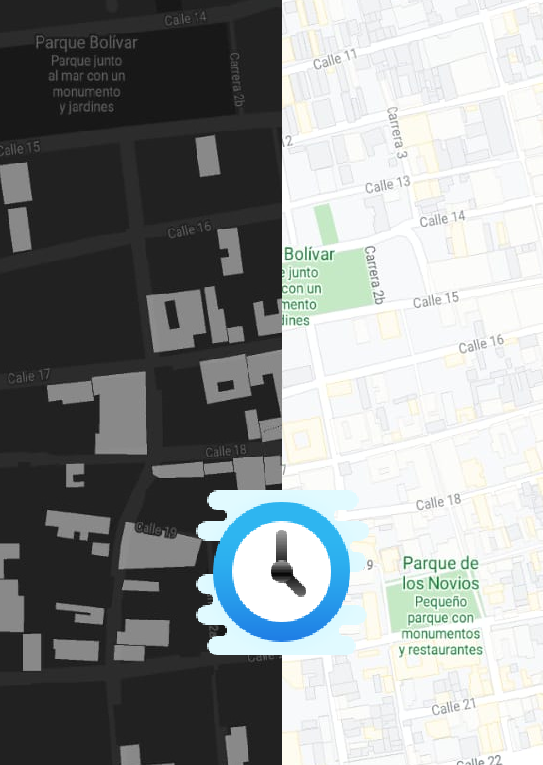 Calle 14
Parque Bolívar
Parque junto
al mar con un
monumento
y jardines
Carrera 2b
Calle 15
Calle 16
Calle 17
Calle 18
Calle 19
Calle 11
12
Carrera 3
Calle 13
Calle 14
Bolívar
junto
con un
mento
dines
Carrera 2b
Calle 15
Calle 16
Calle 18
9
Parque de
los Novios
Pequeño
parque con
monumentos
y restaurantes
Calle 21
Calle 22